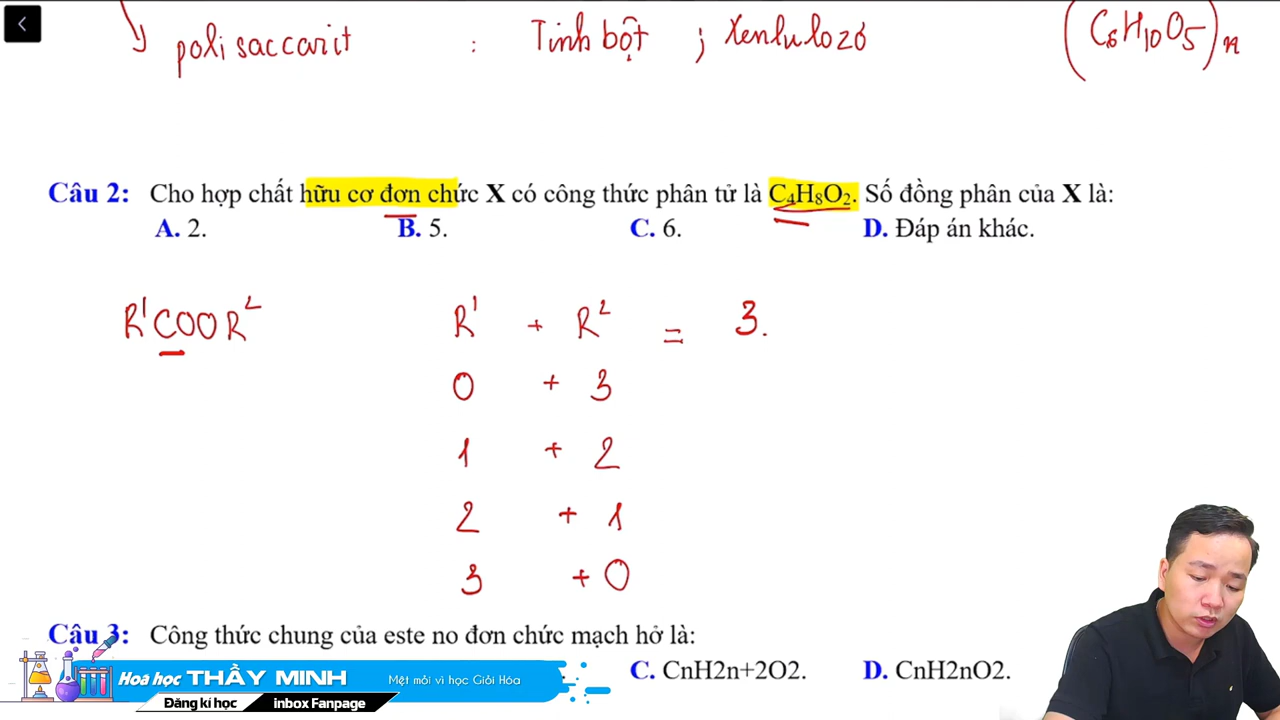 polisaccarit : Tinh bột ; Xenlulozơ (C6H10O5)n
Câu 2: Cho hợp chất hữu cơ đơn chức X có công thức phân tử là C₄H₈O₂. Số đồng phân của X là:
A. 2. B. 5. C. 6. D. Đáp án khác.
R¹COOR² R¹ + R² = 3.
0 + 3
1 + 2
2 + 1
3 + 0
Câu 3: Công thức chung của este no đơn chức mạch hở là:
C. CnH2n+2O2. D. CnH2nO2.
Hoá học THẦY MINH Mệt mỏi vì học Giỏi Hóa
Đăng kí học inbox Fanpage